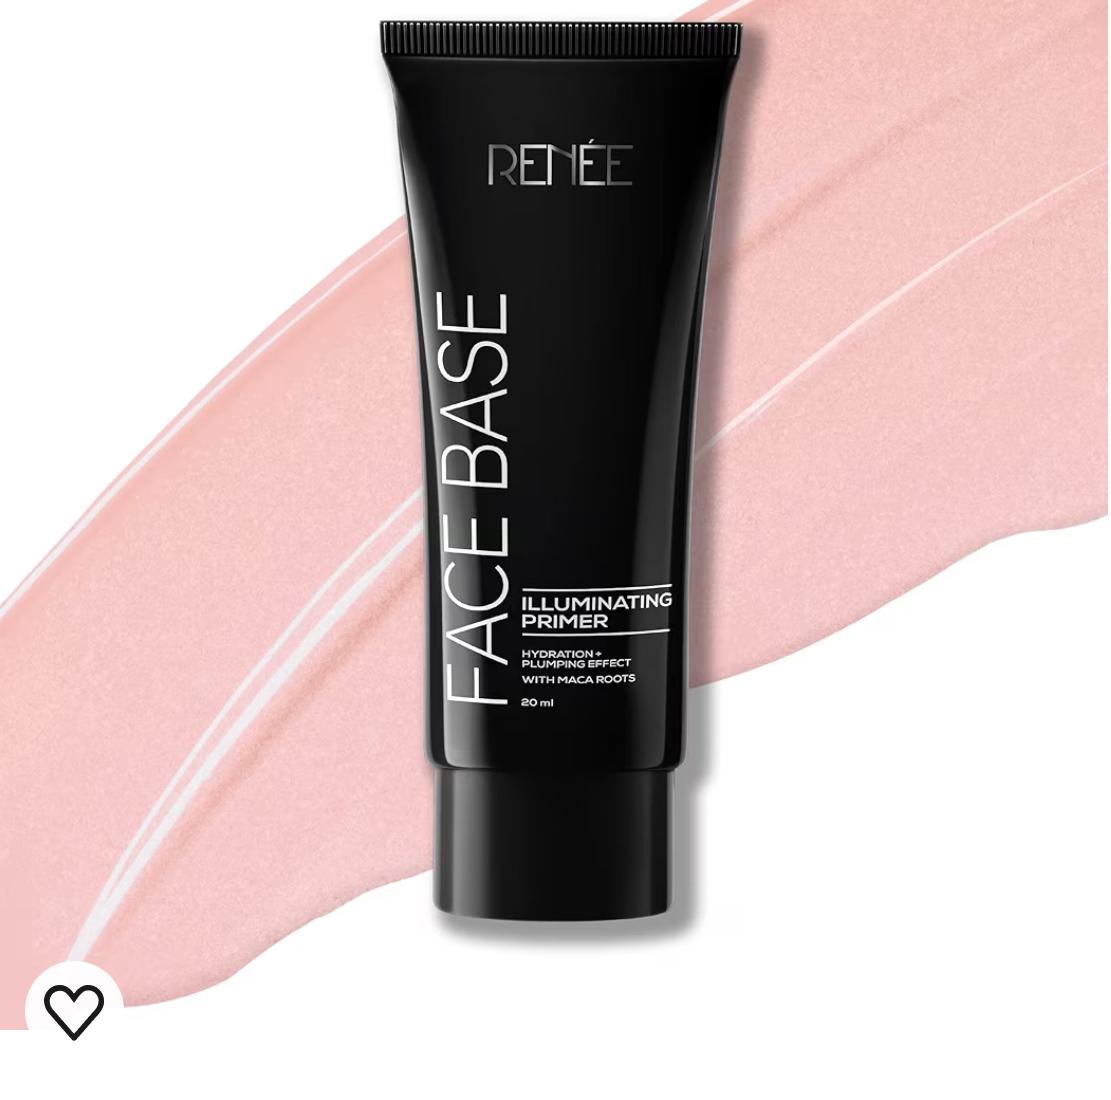 RENÉE
FACE BASE
ILLUMINATING
PRIMER
HYDRATION+
PLUMPING EFFECT
WITH MACA ROOTS
20 ml